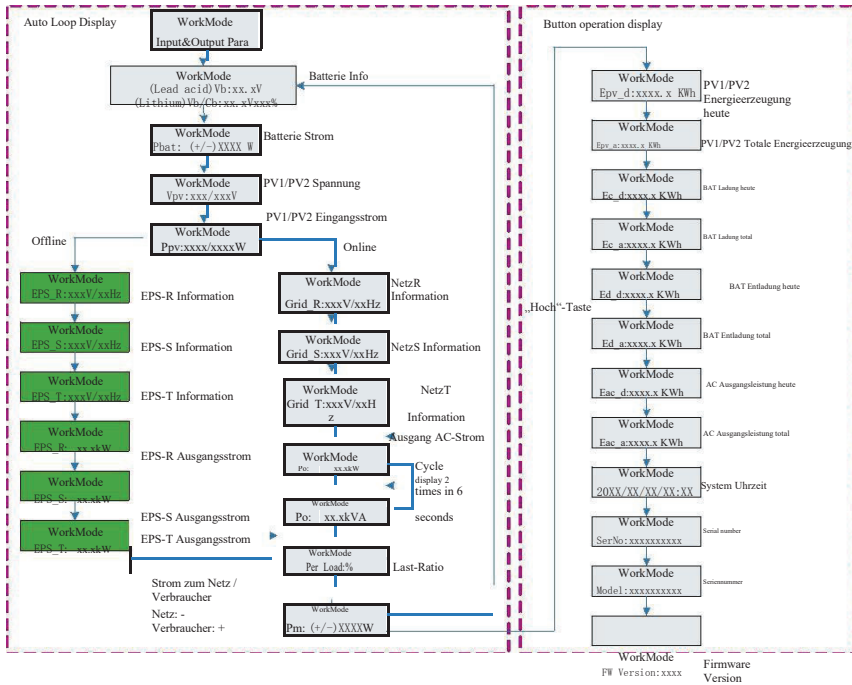 Auto Loop Display
WorkMode
Input&Output Para
WorkMode
(Lead acid)Vb:xx.xV
(Lithium)Vb/Cb:xx.xVxxx%
Batterie Info
WorkMode
Pbat: (+/-)XXXX W
Batterie Strom
WorkMode
Vpv:xxx/xxxV
PV1/PV2 Spannung
PV1/PV2 Eingangsstrom
WorkMode
Ppv:xxxx/xxxxW
Offline
Online
WorkMode
EPS_R:xxxV/xxHz
EPS-R Information
WorkMode
EPS_S:xxxV/xxHz
EPS-S Information
WorkMode
EPS_T:xxxV/xxHz
EPS-T Information
WorkMode
EPS_R: xx.xkW
EPS-R Ausgangsstrom
WorkMode
EPS_S: xx.xkW
EPS-S Ausgangsstrom
EPS-T Ausgangsstrom
WorkMode
EPS_T: xx.xkW
WorkMode
Grid_R:xxxV/xxHz
NetzR
Information
WorkMode
Grid_S:xxxV/xxHz
NetzS Information
WorkMode
Grid_T:xxxV/xxH
z
NetzT
Information
Ausgang AC-Strom
WorkMode
Po: xx.xkW
Cycle
display 2
times in 6
seconds
WorkMode
Po: xx.xkVA
WorkMode
Per Load:%
Last-Ratio
Strom zum Netz /
Verbraucher
Netz: -
Verbraucher: +
WorkMode
Pm: (+/-)XXXXW
Button operation display
„Hoch“-Taste
WorkMode
Epv_d:xxxx.x KWh
PV1/PV2
Energieerzeugung
heute
WorkMode
Epv_a:xxxx.x KWh
PV1/PV2 Totale Energieerzeugung
WorkMode
Ec_d:xxxx.x KWh
BAT Ladung heute
WorkMode
Ec_a:xxxx.x KWh
BAT Ladung total
WorkMode
Ed_d:xxxx.x KWh
BAT Entladung heute
WorkMode
Ed_a:xxxx.x KWh
BAT Entladung total
WorkMode
Eac_d:xxxx.x KWh
AC Ausgangsleistung heute
WorkMode
Eac_a:xxxx.x KWh
AC Ausgangsleistung total
WorkMode
20XX/XX/XX/XX:XX
System Uhrzeit
WorkMode
SerNo:xxxxxxxxxx
Serial number
WorkMode
Model:xxxxxxxxxx
Seriennummer
WorkMode
FW Version:xxxx
Firmware
Version